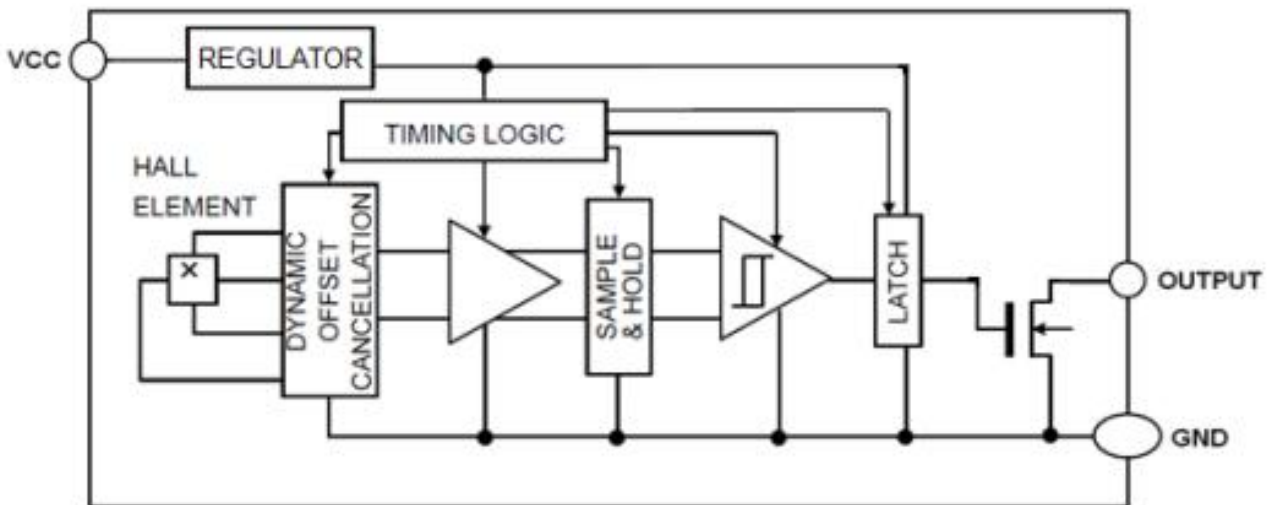 VCC
REGULATOR
TIMING LOGIC
HALL
ELEMENT
×
DYNAMIC
OFFSET
CANCELLATION
SAMPLE
& HOLD
LATCH
OUTPUT
GND